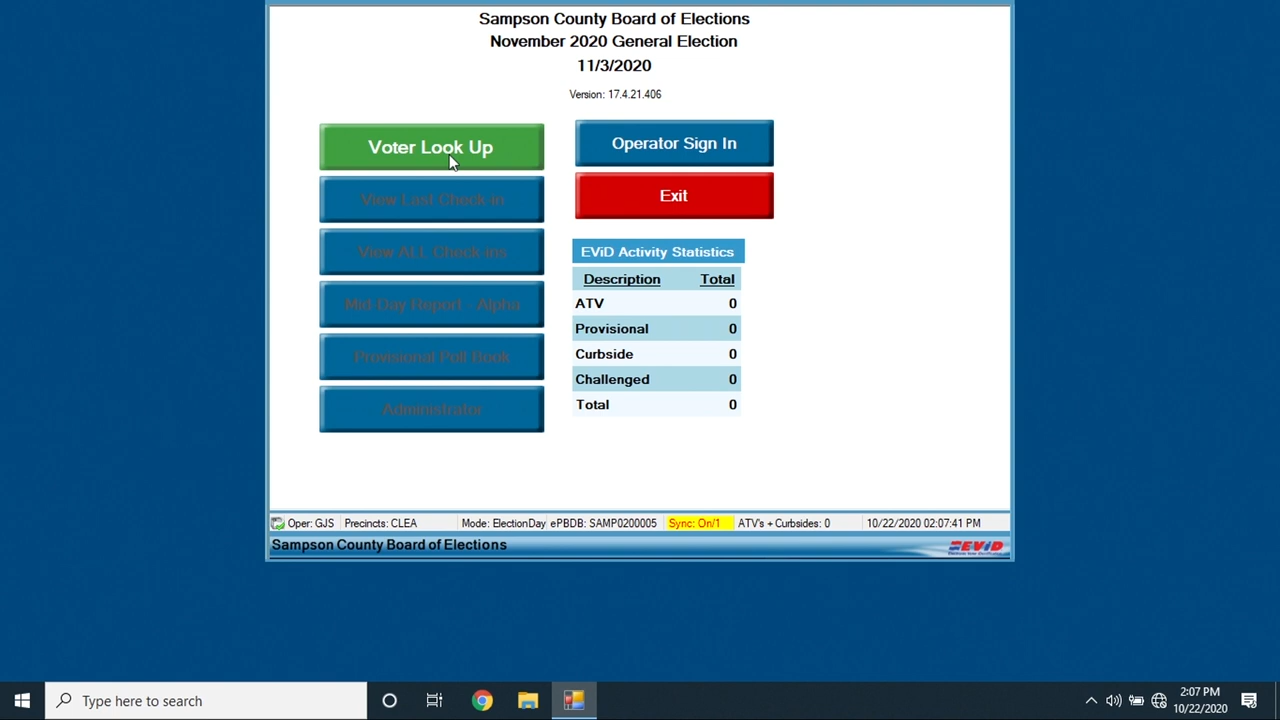 Sampson County Board of Elections
November 2020 General Election
11/3/2020
Version: 17.4.21.406
Voter Look Up
View Last Check-in
View ALL Check-ins
Mid-Day Report - Alpha
Provisional Poll Book
Administrator
Operator Sign In
Exit
EViD Activity Statistics
Description Total
ATV 0
Provisional 0
Curbside 0
Challenged 0
Total 0
Oper: GJS Precincts: CLEA Mode: ElectionDay ePBDB: SAMP0200005 Sync: On/1 ATV's + Curbsides: 0 10/22/2020 02:07:41 PM
Sampson County Board of Elections
EViD
Type here to search
2:07 PM
10/22/2020